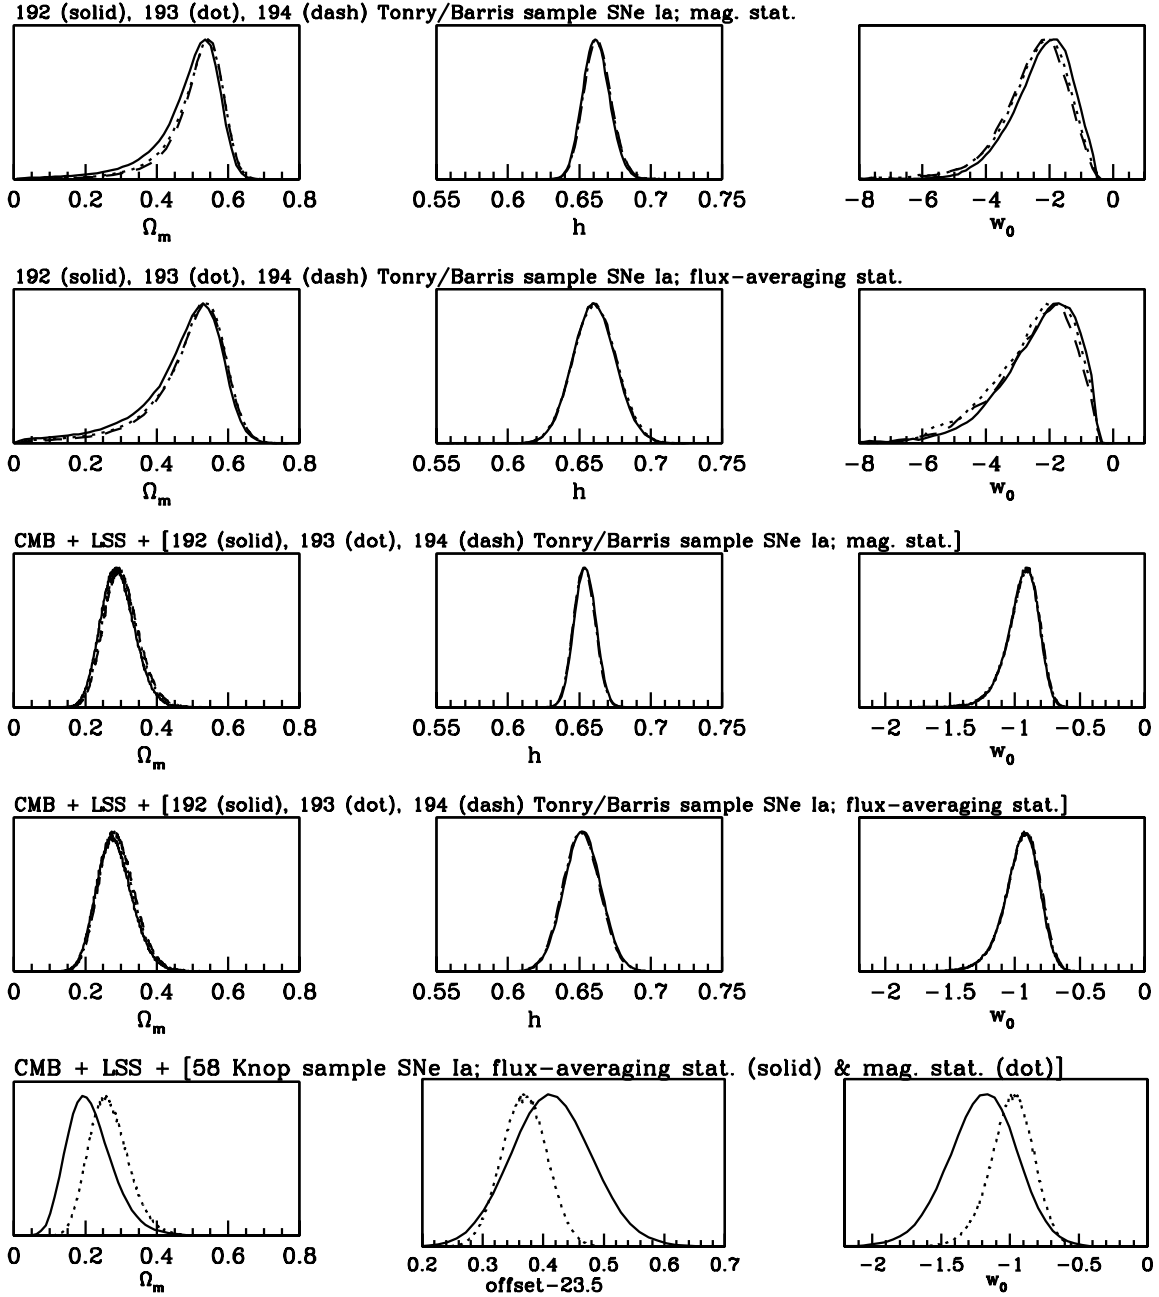 192 (solid), 193 (dot), 194 (dash) Tonry/Barris sample SNe Ia; mag. stat.
0 0.2 0.4 0.6 0.8 0.55 0.6 0.65 0.7 0.75 −8 −6 −4 −2 0
Ωm h w0
192 (solid), 193 (dot), 194 (dash) Tonry/Barris sample SNe Ia; flux−averaging stat.
0 0.2 0.4 0.6 0.8 0.55 0.6 0.65 0.7 0.75 −8 −6 −4 −2 0
Ωm h w0
CMB + LSS + [192 (solid), 193 (dot), 194 (dash) Tonry/Barris sample SNe Ia; mag. stat.]
0 0.2 0.4 0.6 0.8 0.55 0.6 0.65 0.7 0.75 −2 −1.5 −1 −0.5 0
Ωm h w0
CMB + LSS + [192 (solid), 193 (dot), 194 (dash) Tonry/Barris sample SNe Ia; flux−averaging stat.]
0 0.2 0.4 0.6 0.8 0.55 0.6 0.65 0.7 0.75 −2 −1.5 −1 −0.5 0
Ωm h w0
CMB + LSS + [58 Knop sample SNe Ia; flux−averaging stat. (solid) & mag. stat. (dot)]
0 0.2 0.4 0.6 0.8 0.2 0.3 0.4 0.5 0.6 0.7 −2 −1.5 −1 −0.5 0
Ωm offset−23.5 w0